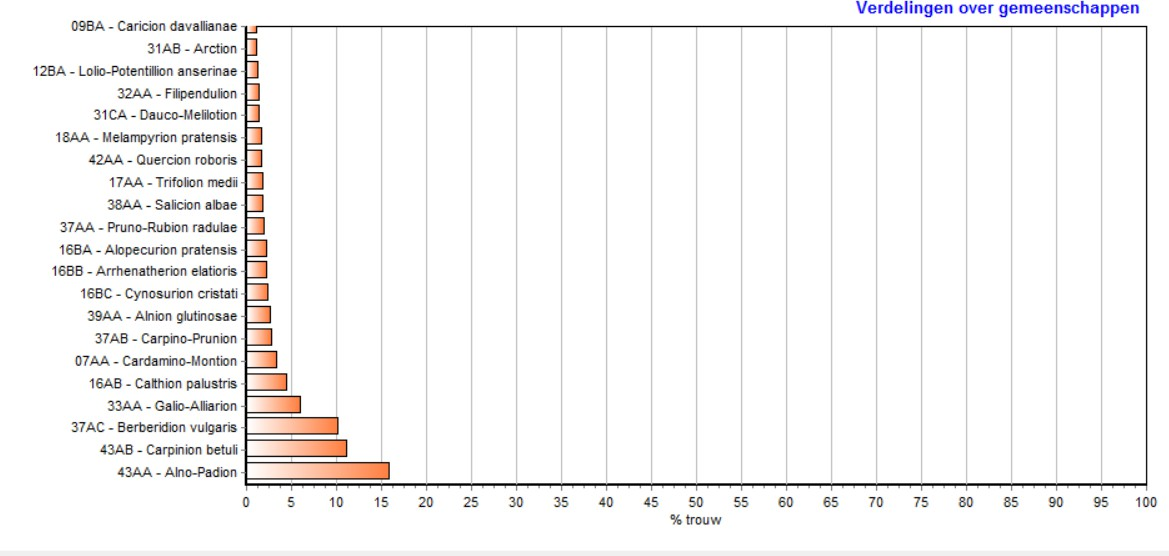 Verdelingen over gemeenschappen
09BA - Caricion davallianae
31AB - Arction
12BA - Lolio-Potentillion anserinae
32AA - Filipendulion
31CA - Dauco-Melilotion
18AA - Melampyrion pratensis
42AA - Quercion roboris
17AA - Trifolion medii
38AA - Salicion albae
37AA - Pruno-Rubion radulae
16BA - Alopecurion pratensis
16BB - Arrhenatherion elatioris
16BC - Cynosurion cristati
39AA - Alnion glutinosae
37AB - Carpino-Prunion
07AA - Cardamino-Montion
16AB - Calthion palustris
33AA - Galio-Alliarion
37AC - Berberidion vulgaris
43AB - Carpinion betuli
43AA - Alno-Padion
0 5 10 15 20 25 30 35 40 45 50 55 60 65 70 75 80 85 90 95 100
% trouw